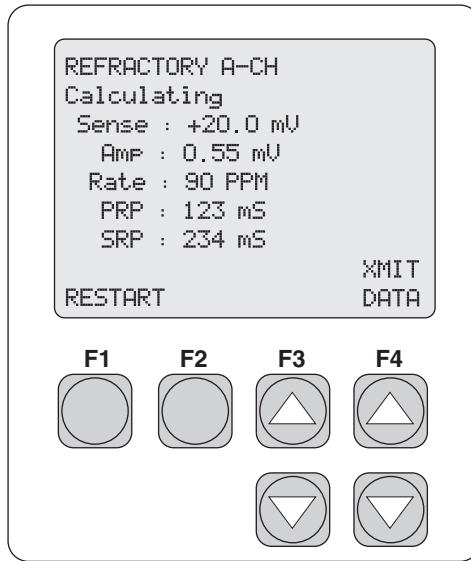 REFRACTORY A-CH
Calculating
Sense : +20.0 mV
Amp : 0.55 mV
Rate : 90 PPM
PRP : 123 mS
SRP : 234 mS
XMIT
RESTART DATA
F1 F2 F3 F4